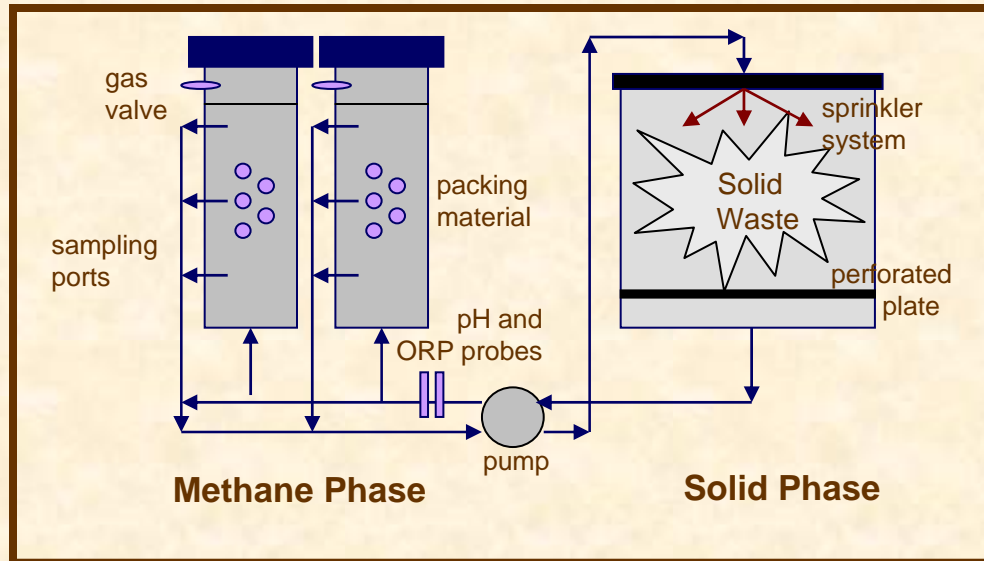 gas
valve
sampling
ports
packing
material
pH and
ORP probes
pump
sprinkler
system
Solid
Waste
perforated
plate
Methane Phase
Solid Phase